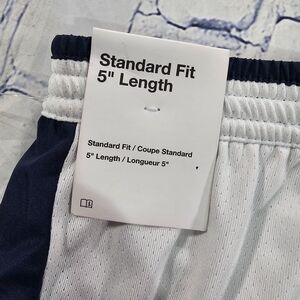 Standard Fit
5" Length
Standard Fit / Coupe Standard
5" Length / Longueur 5"